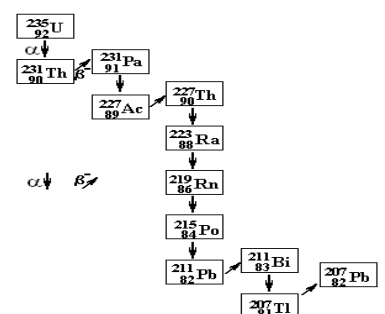 235 92 U
α
231 90 Th β⁻ 231 91 Pa
227 89 Ac 227 90 Th
223 88 Ra
α β⁻ 219 86 Rn
215 84 Po
211 82 Pb 211 83 Bi 207 82 Pb
207 81 Tl